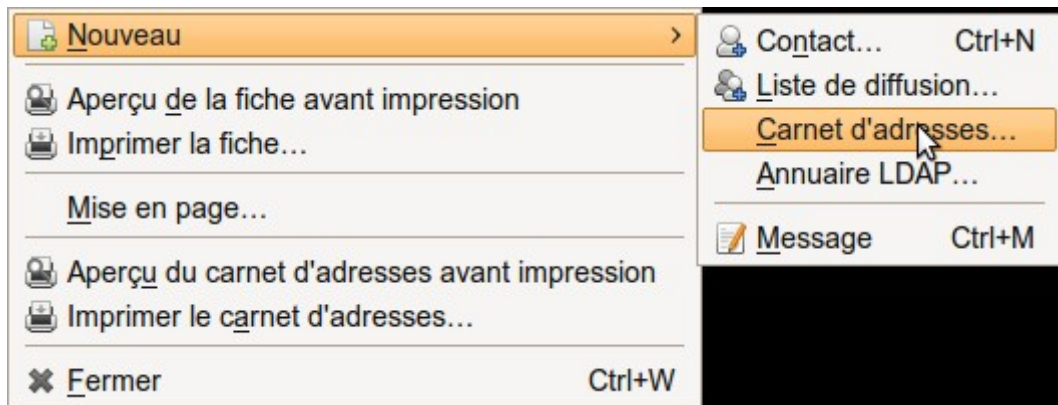 Nouveau >
Aperçu de la fiche avant impression
Imprimer la fiche…
Mise en page…
Aperçu du carnet d'adresses avant impression
Imprimer le carnet d'adresses…
Fermer Ctrl+W
Contact… Ctrl+N
Liste de diffusion…
Carnet d'adresses…
Annuaire LDAP…
Message Ctrl+M